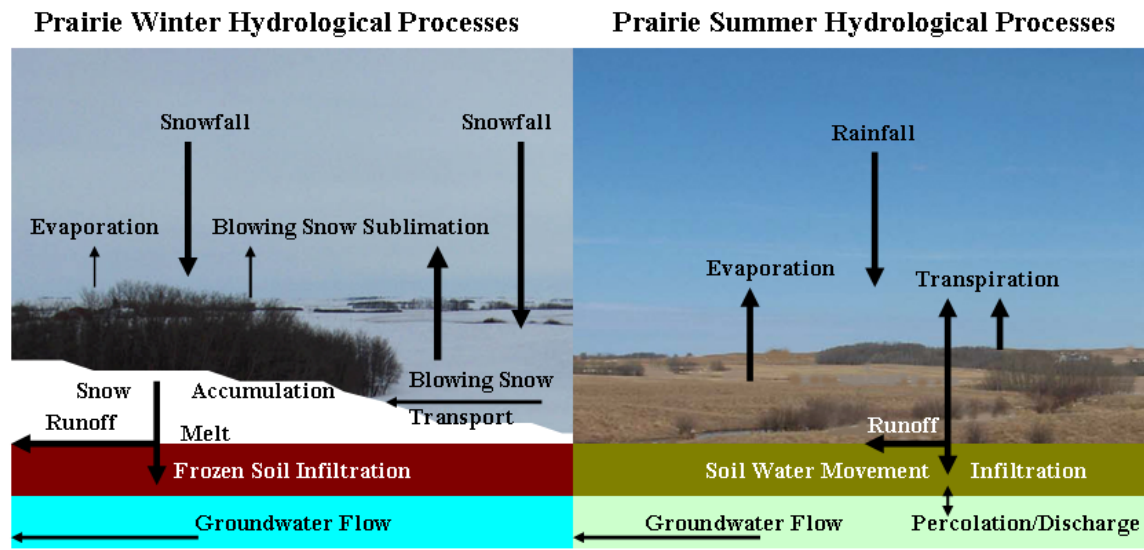 Prairie Winter Hydrological Processes
Snowfall
Snowfall
Evaporation
Blowing Snow Sublimation
Snow Accumulation
Blowing Snow
Transport
Runoff
Melt
Frozen Soil Infiltration
Groundwater Flow
Prairie Summer Hydrological Processes
Rainfall
Evaporation
Transpiration
Runoff
Soil Water Movement
Infiltration
Groundwater Flow
Percolation/Discharge